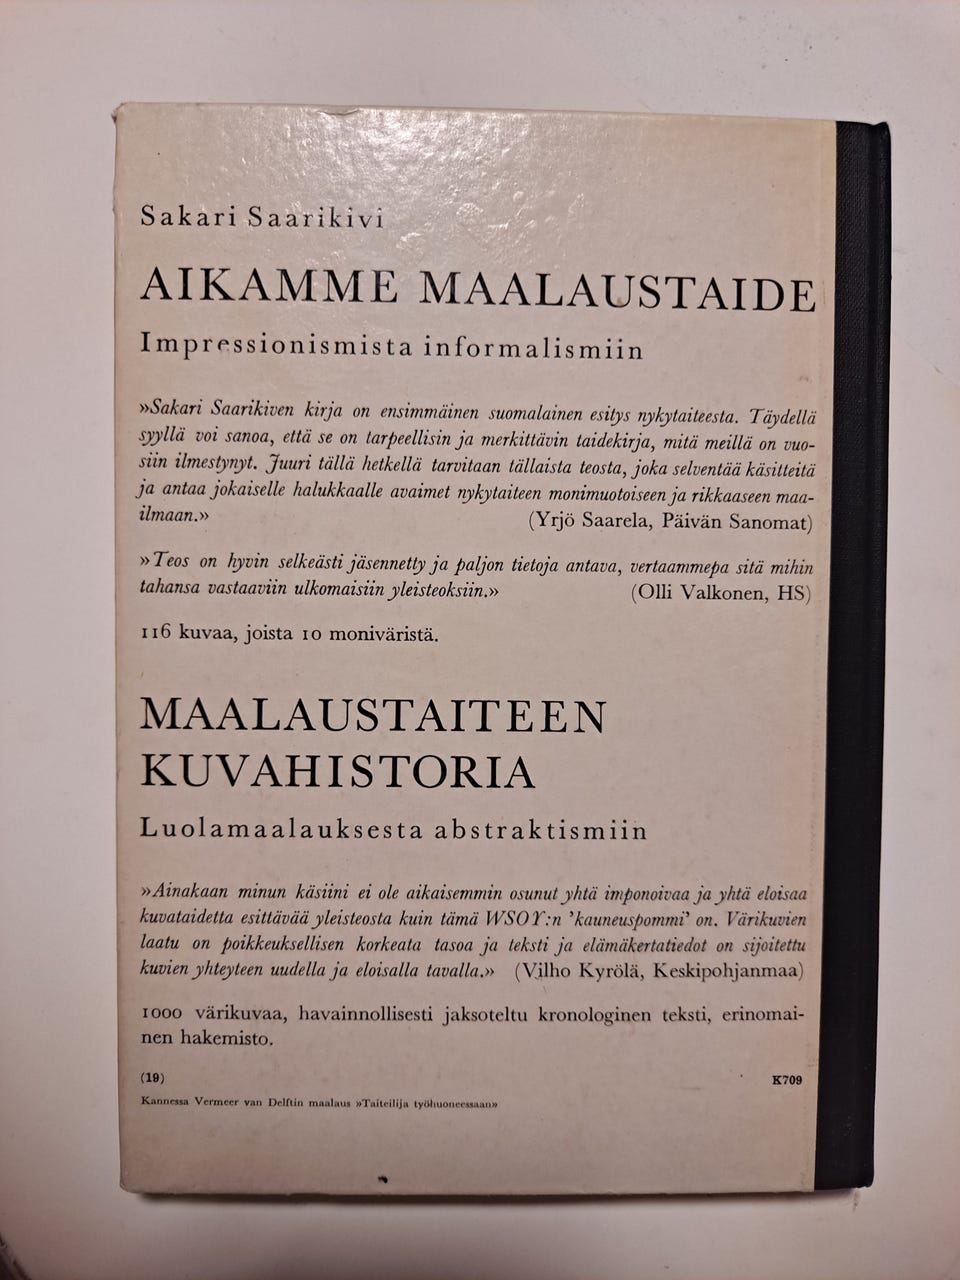 Sakari Saarikivi
AIKAMME MAALAUSTAIDE
Impressionismista informalismiin
»Sakari Saarikiven kirja on ensimmäinen suomalainen esitys nykytaiteesta. Täydellä
syyllä voi sanoa, että se on tarpeellisin ja merkittävin taidekirja, mitä meillä on vuo-
siin ilmestynyt. Juuri tällä hetkellä tarvitaan tällaista teosta, joka selventää käsitteitä
ja antaa jokaiselle halukkaalle avaimet nykytaiteen monimuotoiseen ja rikkaaseen maa-
ilmaan.» (Yrjö Saarela, Päivän Sanomat)
»Teos on hyvin selkeästi jäsennetty ja paljon tietoja antava, vertaammepa sitä mihin
tahansa vastaaviin ulkomaisiin yleisteoksiin.» (Olli Valkonen, HS)
116 kuvaa, joista 10 moniväristä.
MAALAUSTAITEEN
KUVAHISTORIA
Luolamaalauksesta abstraktismiin
»Ainakaan minun käsiini ei ole aikaisemmin osunut yhtä imponoivaa ja yhtä eloisaa
kuvataidetta esittävää yleisteosta kuin tämä WSOY:n 'kauneuspommi' on. Värikuvien
laatu on poikkeuksellisen korkeata tasoa ja teksti ja elämäkertatiedot on sijoitettu
kuvien yhteyteen uudella ja eloisalla tavalla.» (Vilho Kyrölä, Keskipohjanmaa)
1000 värikuvaa, havainnollisesti jaksoteltu kronologinen teksti, erinomai-
nen hakemisto.
(19) K709
Kannessa Vermeer van Delftin maalaus »Taiteilija työhuoneessaan»